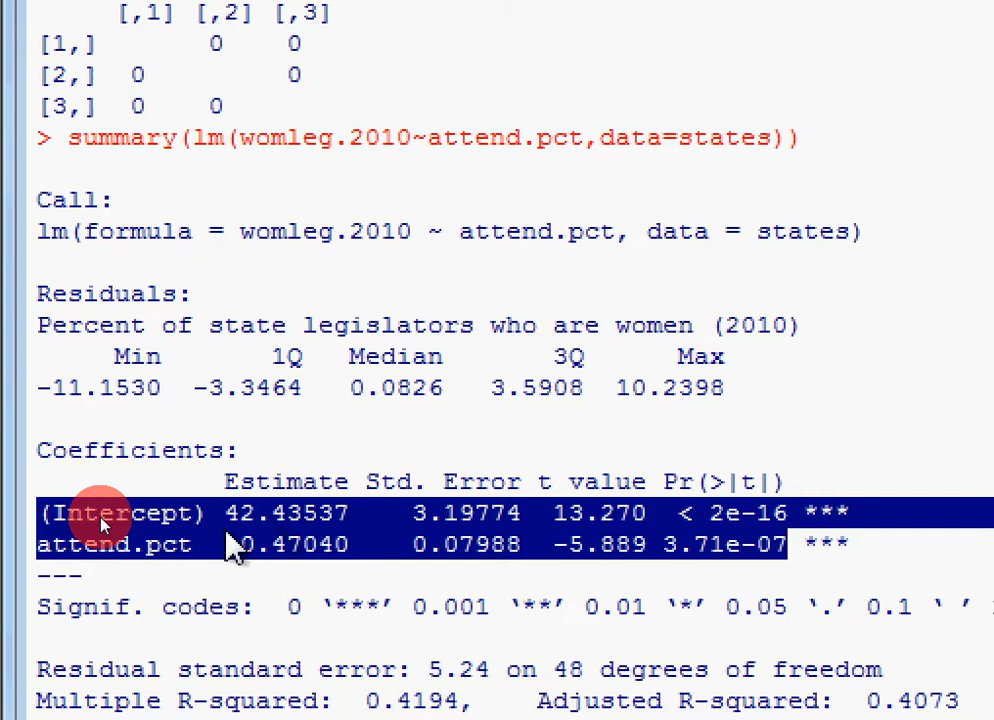 [,1] [,2] [,3]
[1,] 0 0
[2,] 0 0
[3,] 0 0
> summary(lm(womleg.2010~attend.pct,data=states))
Call:
lm(formula = womleg.2010 ~ attend.pct, data = states)
Residuals:
Percent of state legislators who are women (2010)
Min 1Q Median 3Q Max
-11.1530 -3.3464 0.0826 3.5908 10.2398
Coefficients:
Estimate Std. Error t value Pr(>|t|)
(Intercept) 42.43537 3.19774 13.270 < 2e-16 ***
attend.pct 0.47040 0.07988 -5.889 3.71e-07 ***
---
Signif. codes: 0 ‘***’ 0.001 ‘**’ 0.01 ‘*’ 0.05 ‘.’ 0.1 ‘ ’
Residual standard error: 5.24 on 48 degrees of freedom
Multiple R-squared: 0.4194, Adjusted R-squared: 0.4073